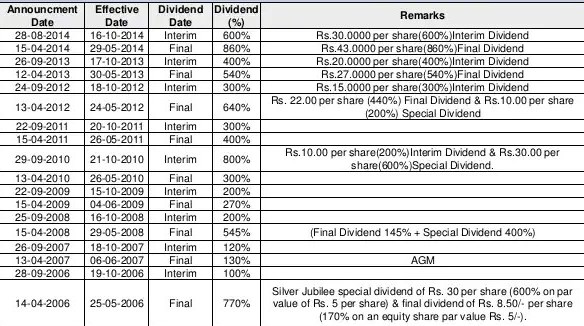 Announcment Date Effective Date Dividend Date Dividend (%) Remarks
28-08-2014 16-10-2014 Interim 600% Rs.30.0000 per share(600%)Interim Dividend
15-04-2014 29-05-2014 Final 860% Rs.43.0000 per share(860%)Final Dividend
26-09-2013 17-10-2013 Interim 400% Rs.20.0000 per share(400%)Interim Dividend
12-04-2013 30-05-2013 Final 540% Rs.27.0000 per share(540%)Final Dividend
24-09-2012 18-10-2012 Interim 300% Rs.15.0000 per share(300%)Interim Dividend
13-04-2012 24-05-2012 Final 640% Rs. 22.00 per share (440%) Final Dividend & Rs.10.00 per share
(200%) Special Dividend
22-09-2011 20-10-2011 Interim 300%
15-04-2011 26-05-2011 Final 400%
29-09-2010 21-10-2010 Interim 800% Rs.10.00 per share(200%)Interim Dividend & Rs.30.00 per
share(600%)Special Dividend.
13-04-2010 26-05-2010 Final 300%
22-09-2009 15-10-2009 Interim 200%
15-04-2009 04-06-2009 Final 270%
25-09-2008 16-10-2008 Interim 200%
15-04-2008 29-05-2008 Final 545% (Final Dividend 145% + Special Dividend 400%)
26-09-2007 18-10-2007 Interim 120%
13-04-2007 06-06-2007 Final 130% AGM
28-09-2006 19-10-2006 Interim 100%
14-04-2006 25-05-2006 Final 770% Silver Jubilee special dividend of Rs. 30 per share (600% on par
value of Rs. 5 per share) & final dividend of Rs. 8.50/- per share
(170% on an equity share par value Rs. 5/-).